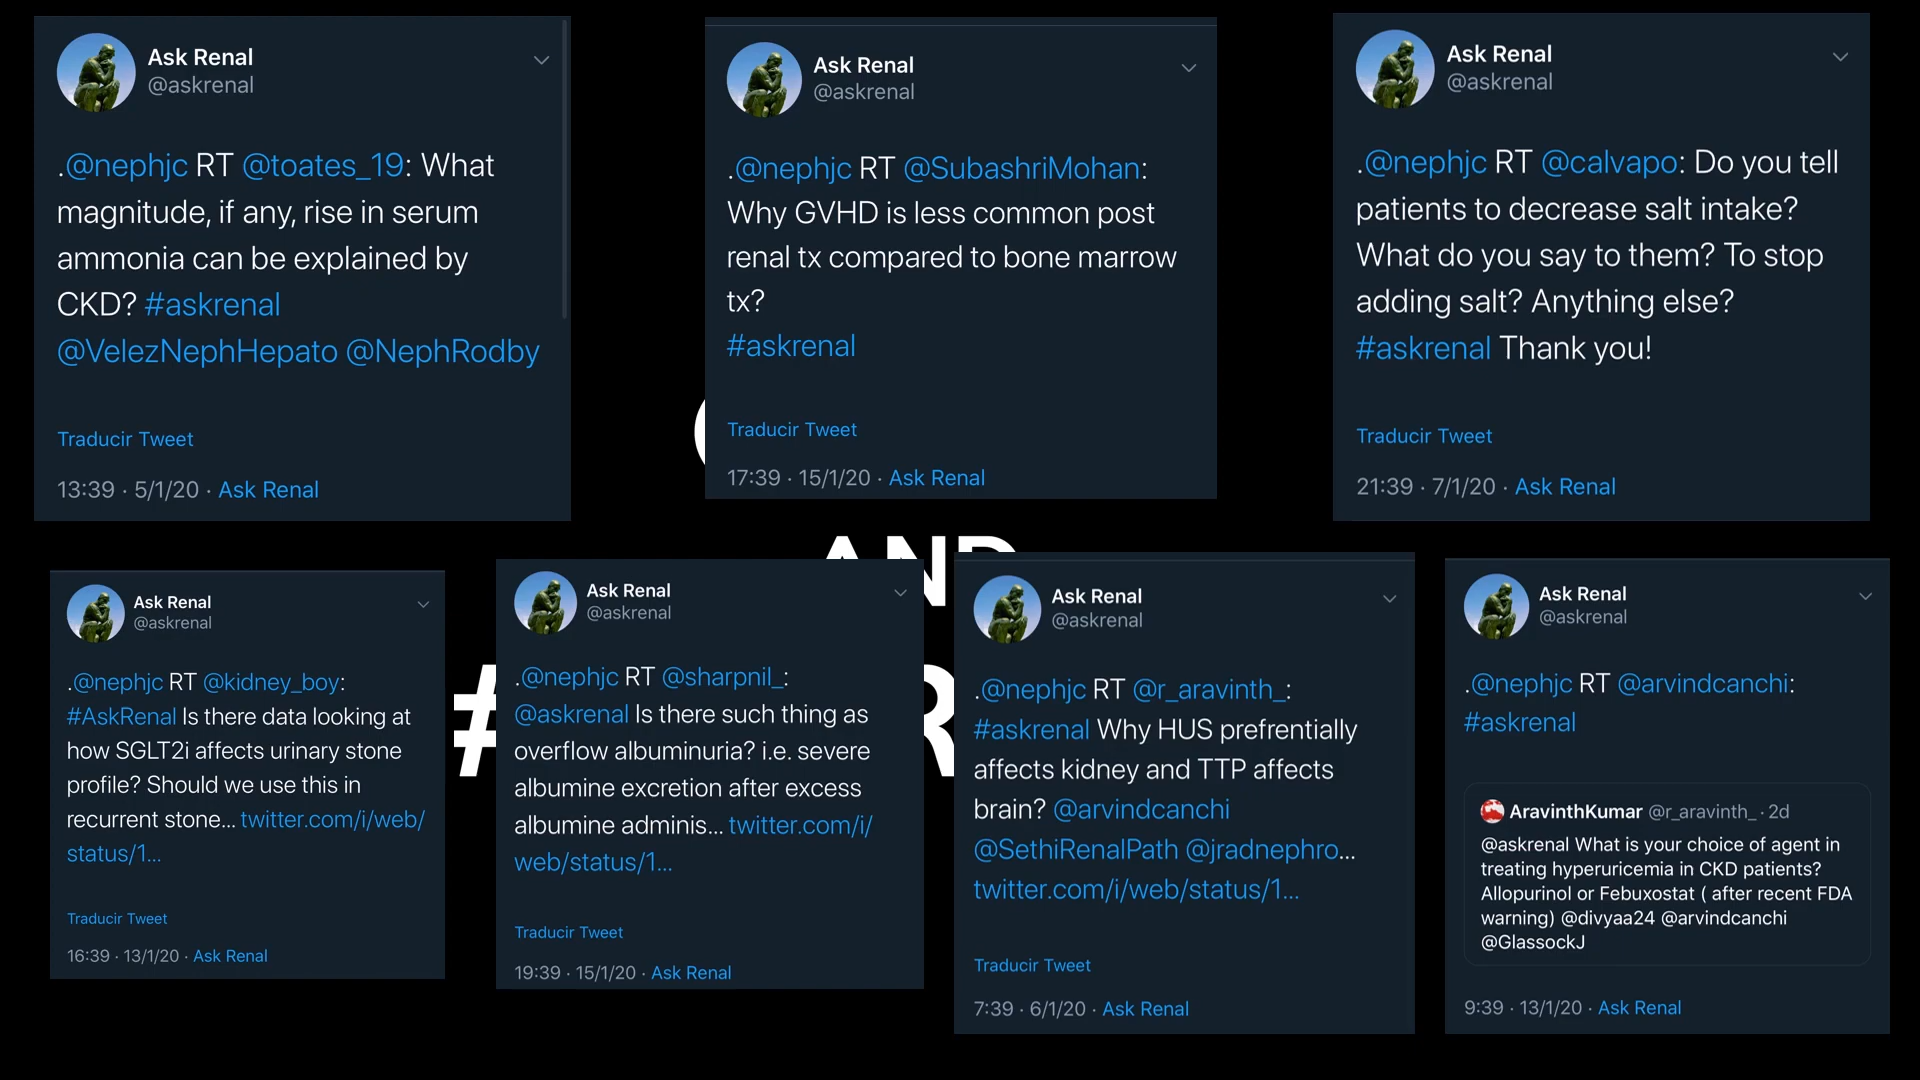 Ask Renal
@askrenal
.@nephjc RT @toates_19: What
magnitude, if any, rise in serum
ammonia can be explained by
CKD? #askrenal
@VelezNephHepato @NephRodby
Traducir Tweet
13:39 · 5/1/20 · Ask Renal
Ask Renal
@askrenal
.@nephjc RT @SubashriMohan:
Why GVHD is less common post
renal tx compared to bone marrow
tx?
#askrenal
Traducir Tweet
17:39 · 15/1/20 · Ask Renal
Ask Renal
@askrenal
.@nephjc RT @calvapo: Do you tell
patients to decrease salt intake?
What do you say to them? To stop
adding salt? Anything else?
#askrenal Thank you!
Traducir Tweet
21:39 · 7/1/20 · Ask Renal
AND
Ask Renal
@askrenal
.@nephjc RT @kidney_boy:
#AskRenal Is there data looking at
how SGLT2i affects urinary stone
profile? Should we use this in
recurrent stone... twitter.com/i/web/
status/1...
Traducir Tweet
16:39 · 13/1/20 · Ask Renal
#
Ask Renal
@askrenal
.@nephjc RT @sharpnil_:
@askrenal Is there such thing as
overflow albuminuria? i.e. severe
albumine excretion after excess
albumine adminis... twitter.com/i/
web/status/1...
Traducir Tweet
19:39 · 15/1/20 · Ask Renal
Ask Renal
@askrenal
.@nephjc RT @r_aravinth_:
#askrenal Why HUS prefrentially
affects kidney and TTP affects
brain? @arvindcanchi
@SethiRenalPath @jradnephro...
twitter.com/i/web/status/1...
Traducir Tweet
7:39 · 6/1/20 · Ask Renal
Ask Renal
@askrenal
.@nephjc RT @arvindcanchi:
#askrenal
AravinthKumar @r_aravinth_ · 2d
@askrenal What is your choice of agent in
treating hyperuricemia in CKD patients?
Allopurinol or Febuxostat ( after recent FDA
warning) @divyaa24 @arvindcanchi
@GlassockJ
9:39 · 13/1/20 · Ask Renal